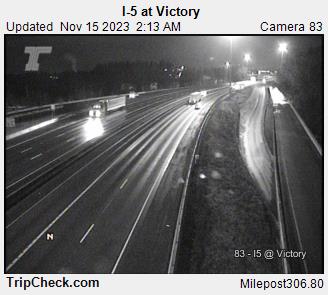 I-5 at Victory
Updated Nov 15 2023 2:13 AM Camera 83
T
N
83 - I5 @ Victory
TripCheck.com Milepost306.80